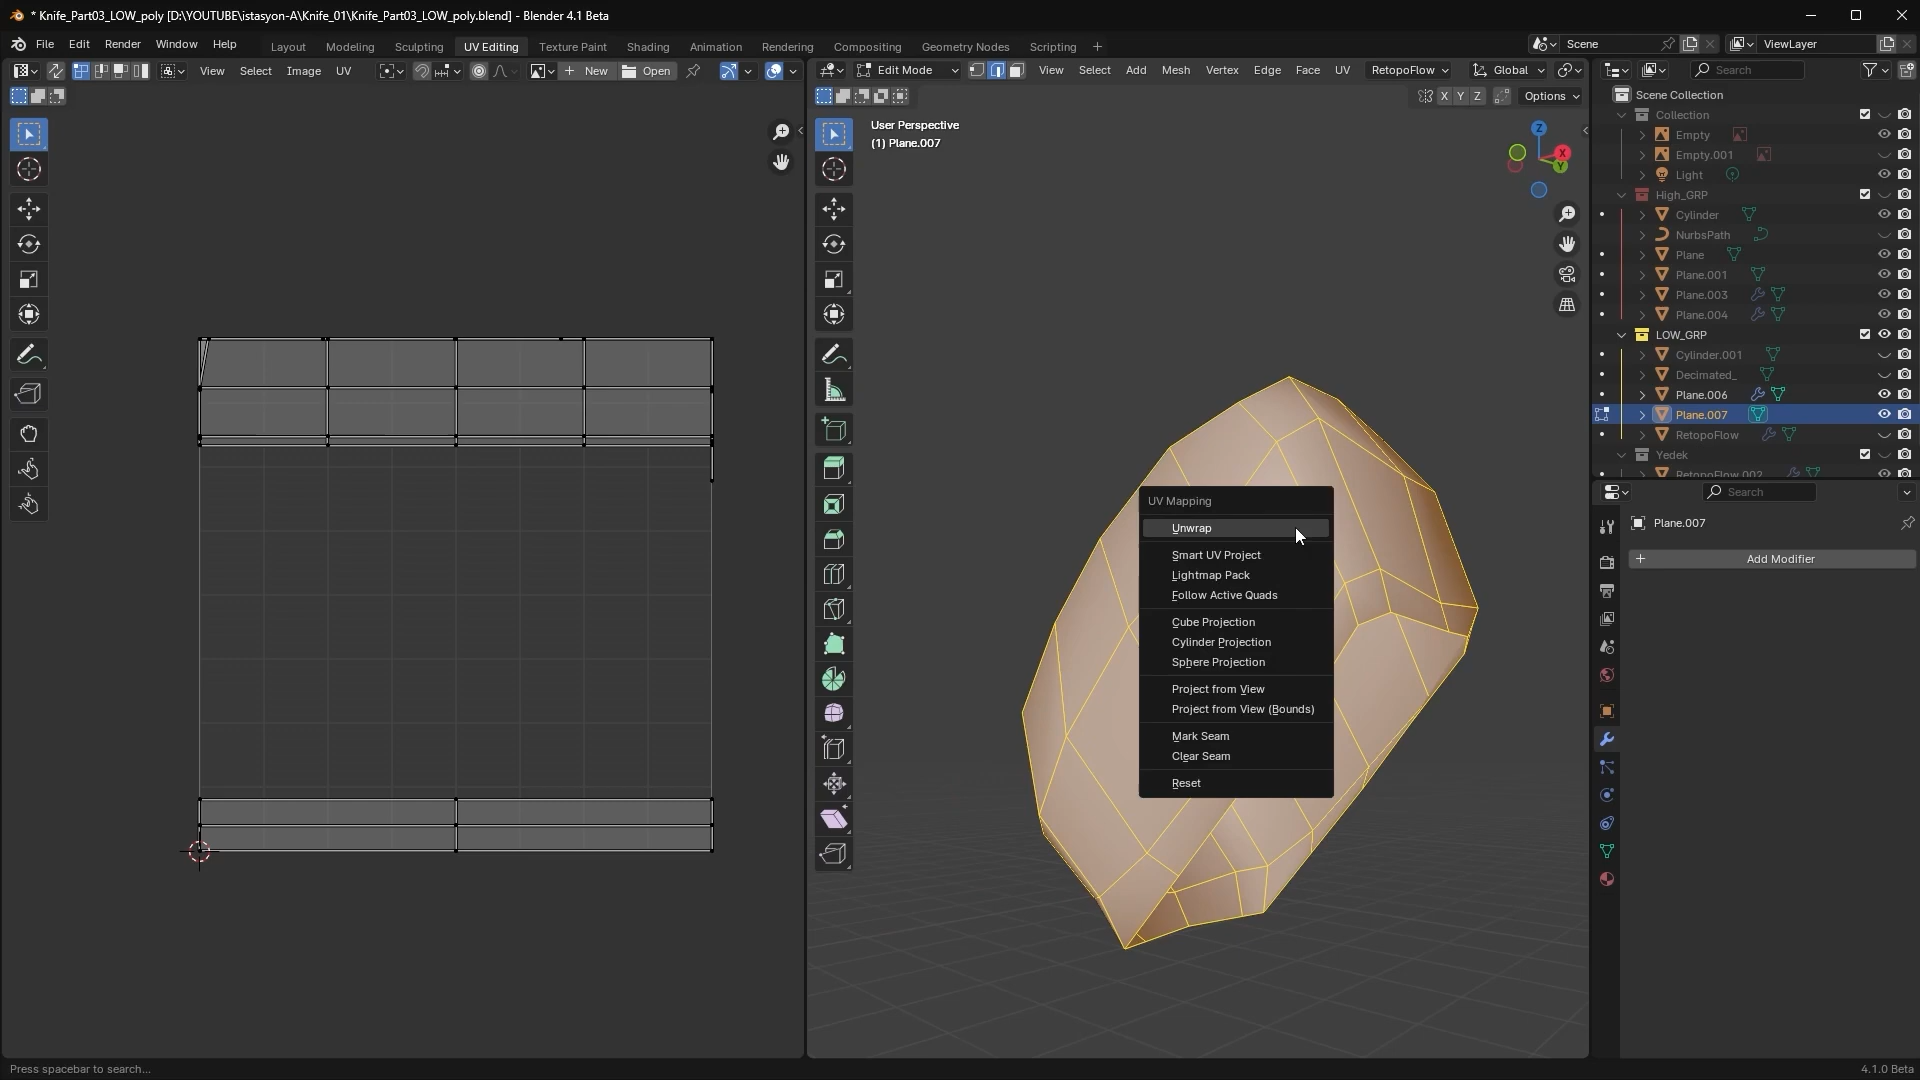 * Knife_Part03_LOW_poly [D:\YOUTUBE\istasyon-A\Knife_01\Knife_Part03_LOW_poly.blend] - Blender 4.1 Beta
File Edit Render Window Help Layout Modeling Sculpting UV Editing Texture Paint Shading Animation Rendering Compositing Geometry Nodes Scripting + Scene ViewLayer
View Select Image UV New Open
Edit Mode View Select Add Mesh Vertex Edge Face UV RetopoFlow Global
Search
X Y Z Options
User Perspective
(1) Plane.007
Z
X
Y
Scene Collection
Collection
Empty
Empty.001
Light
High_GRP
Cylinder
NurbsPath
Plane
Plane.001
Plane.003
Plane.004
LOW_GRP
Cylinder.001
Decimated_
Plane.006
Plane.007
RetopoFlow
Yedek
RetopoFlow.002
Search
Plane.007
Add Modifier
UV Mapping
Unwrap
Smart UV Project
Lightmap Pack
Follow Active Quads
Cube Projection
Cylinder Projection
Sphere Projection
Project from View
Project from View (Bounds)
Mark Seam
Clear Seam
Reset
Press spacebar to search...
4.1.0 Beta